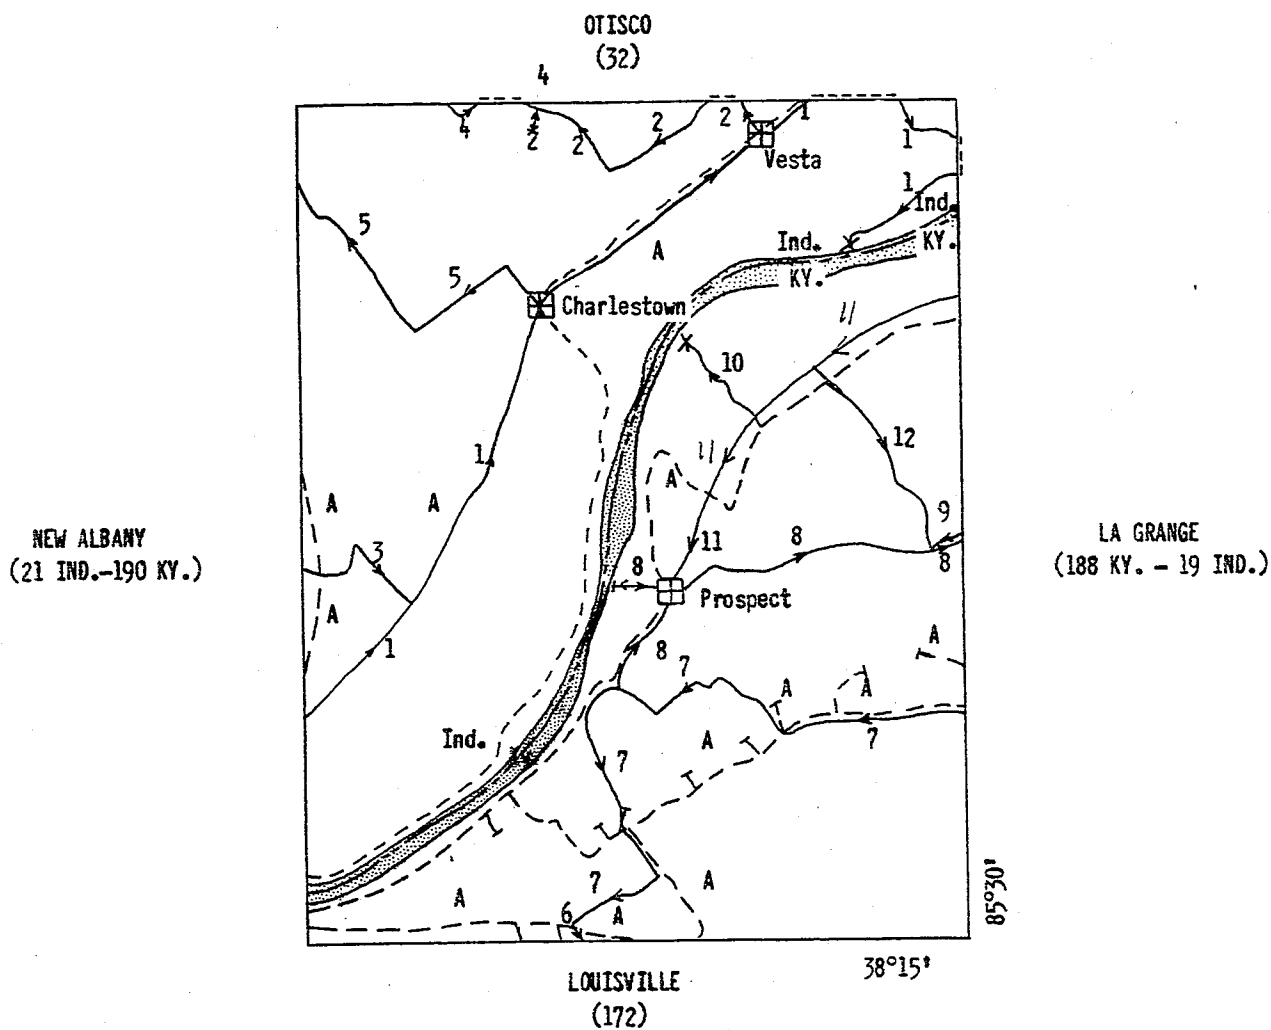 OTISCO
(32)
4
4
2
2
2
2
1
Vesta
1
1
Ind.
5
A
Ind.
KY.
KY.
5
Charlestown
11
10
12
1
11
A
A
A
9
NEW ALBANY
(21 IND.-190 KY.)
3
11
8
8
LA GRANGE
(188 KY. - 19 IND.)
8
Prospect
A
1
8
7
A
A
A
Ind.
A
7
7
7
A
A
A
6
85°30'
38°15'
LOUISVILLE
(172)